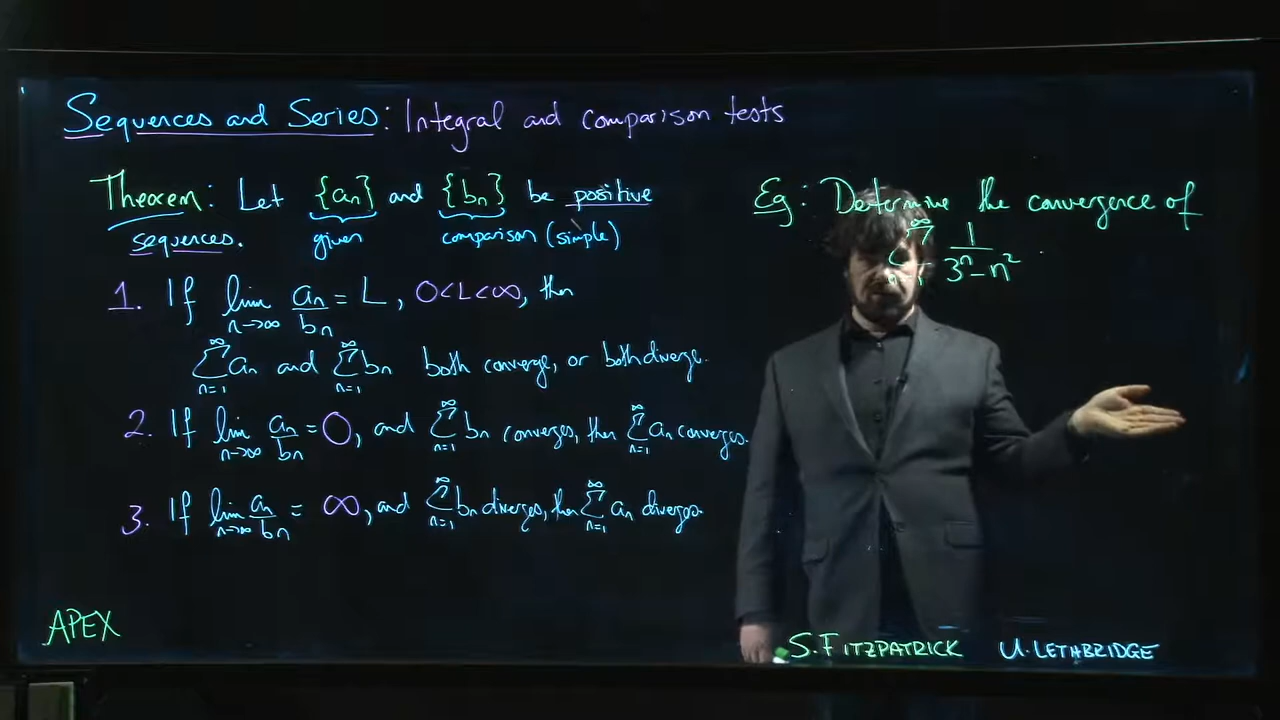 Sequences and Series: Integral and comparison tests
Theorem: Let {aₙ} and {bₙ} be positive
sequences. given comparison (simple)
1. If lim n→∞ aₙ/bₙ = L, 0<L<∞, then
∞ Σ n=1 aₙ and ∞ Σ n=1 bₙ both converge, or both diverge.
2. If lim n→∞ aₙ/bₙ = 0, and ∞ Σ n=1 bₙ converges, then ∞ Σ n=1 aₙ converges.
3. If lim n→∞ aₙ/bₙ = ∞, and ∞ Σ n=1 bₙ diverges, then ∞ Σ n=1 aₙ diverges
Eg: Determine the convergence of
∞ Σ 1/(3ⁿ-n²)
APEX
S. FITZPATRICK U. LETHBRIDGE